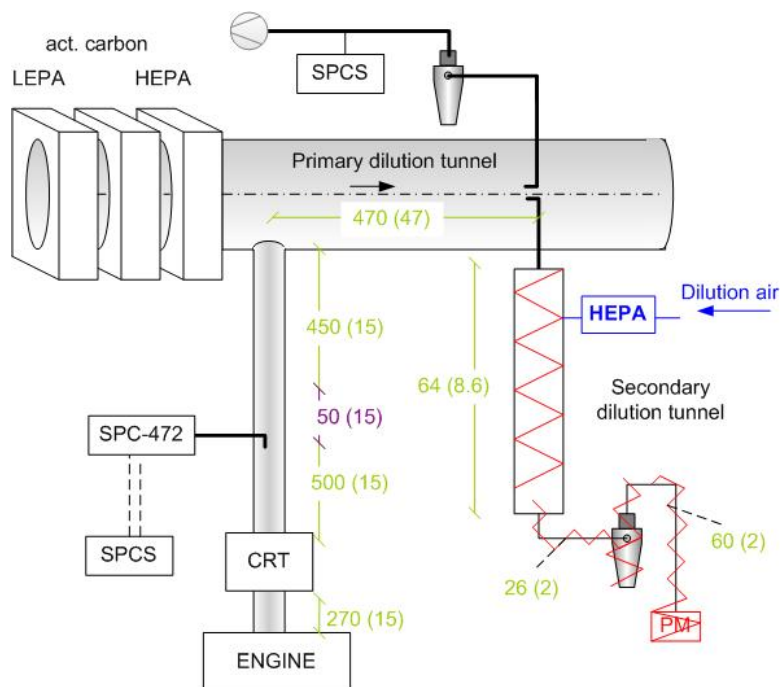 act. carbon
LEPA
HEPA
SPCS
Primary dilution tunnel
470 (47)
450 (15)
Dilution air
HEPA
64 (8.6)
50 (15)
Secondary
dilution tunnel
SPC-472
500 (15)
SPCS
CRT
60 (2)
26 (2)
270 (15)
PM
ENGINE